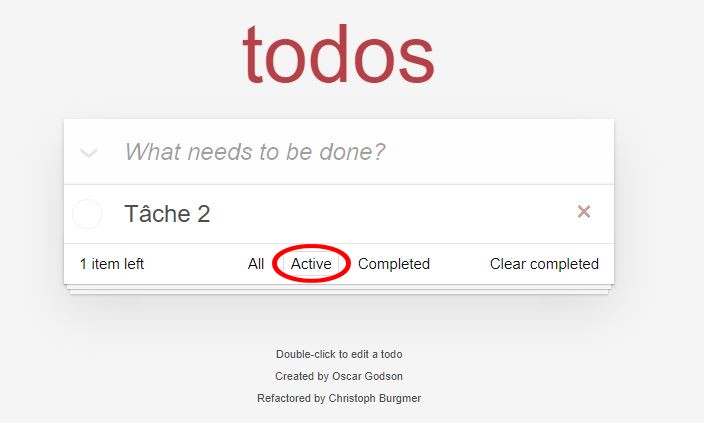 todos
What needs to be done?
Tâche 2
1 item left All Active Completed Clear completed
Double-click to edit a todo
Created by Oscar Godson
Refactored by Christoph Burgmer